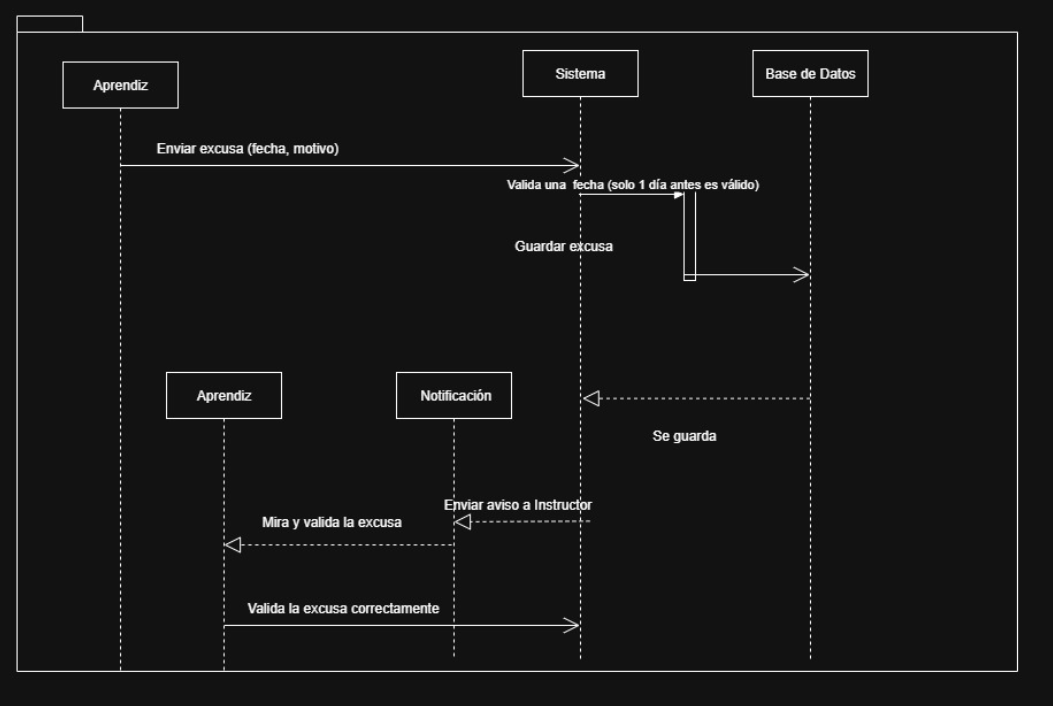 Aprendiz
Sistema
Base de Datos
Enviar excusa (fecha, motivo)
Valida una fecha (solo 1 día antes es válido)
Guardar excusa
Aprendiz
Notificación
Se guarda
Enviar aviso a Instructor
Mira y valida la excusa
Valida la excusa correctamente